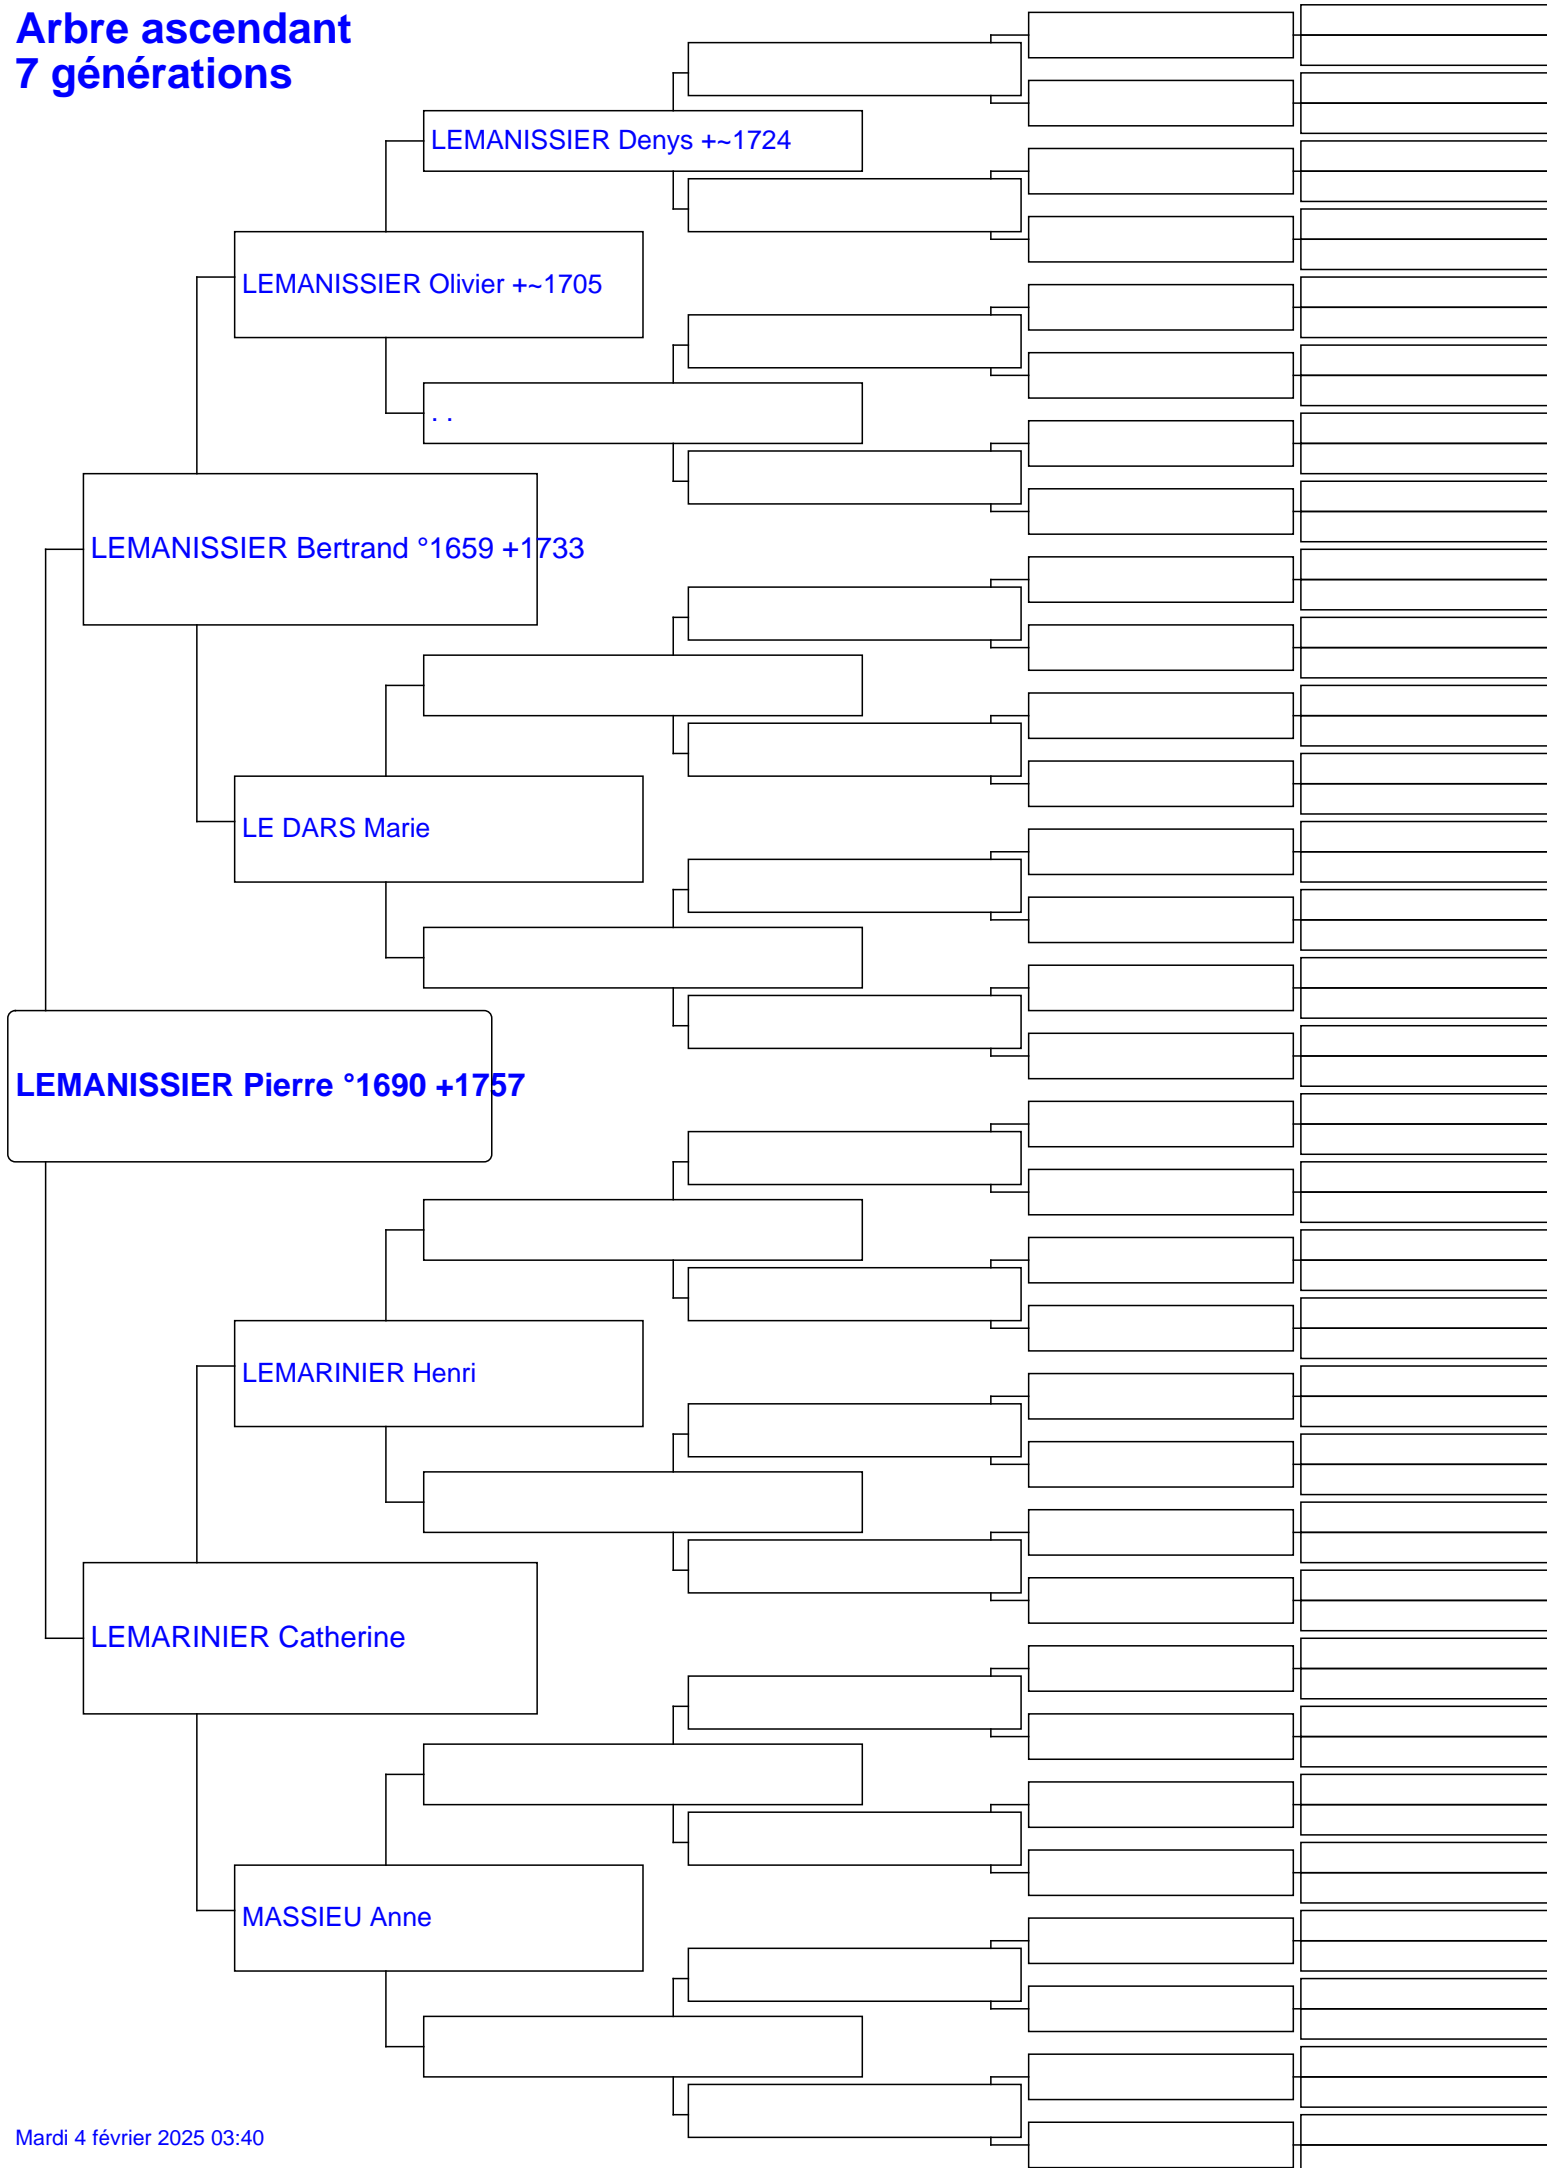 Arbre ascendant
7 générations
LEMANISSIER Denys +~1724
LEMANISSIER Olivier +~1705
. .
LEMANISSIER Bertrand °1659 +1733
LE DARS Marie
LEMANISSIER Pierre °1690 +1757
LEMARINIER Henri
LEMARINIER Catherine
MASSIEU Anne
Mardi 4 février 2025 03:40